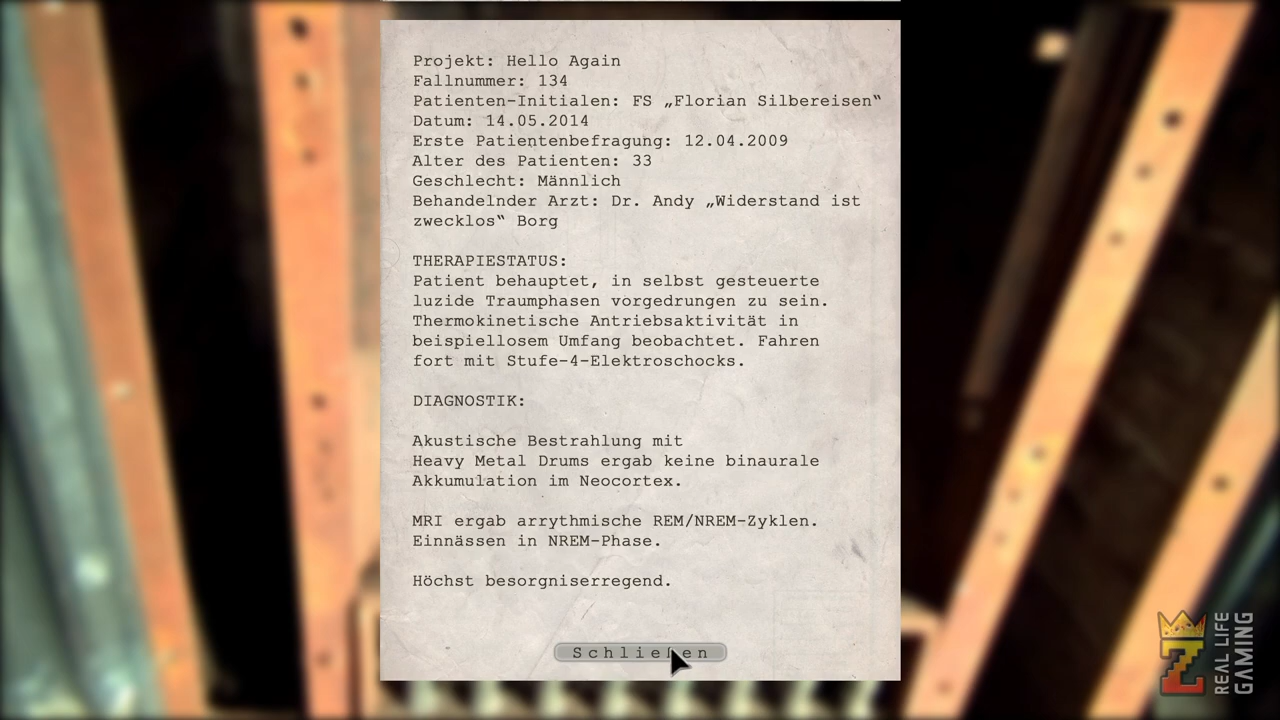 Projekt: Hello Again
Fallnummer: 134
Patienten-Initialen: FS „Florian Silbereisen“
Datum: 14.05.2014
Erste Patientenbefragung: 12.04.2009
Alter des Patienten: 33
Geschlecht: Männlich
Behandelnder Arzt: Dr. Andy „Widerstand ist
zwecklos“ Borg
THERAPIESTATUS:
Patient behauptet, in selbst gesteuerte
luzide Traumphasen vorgedrungen zu sein.
Thermokinetische Antriebsaktivität in
beispiellosem Umfang beobachtet. Fahren
fort mit Stufe-4-Elektroschocks.
DIAGNOSTIK:
Akustische Bestrahlung mit
Heavy Metal Drums ergab keine binaurale
Akkumulation im Neocortex.
MRI ergab arrythmische REM/NREM-Zyklen.
Einnässen in NREM-Phase.
Höchst besorgniserregend.
Schließen
Z REAL LIFE
GAMING